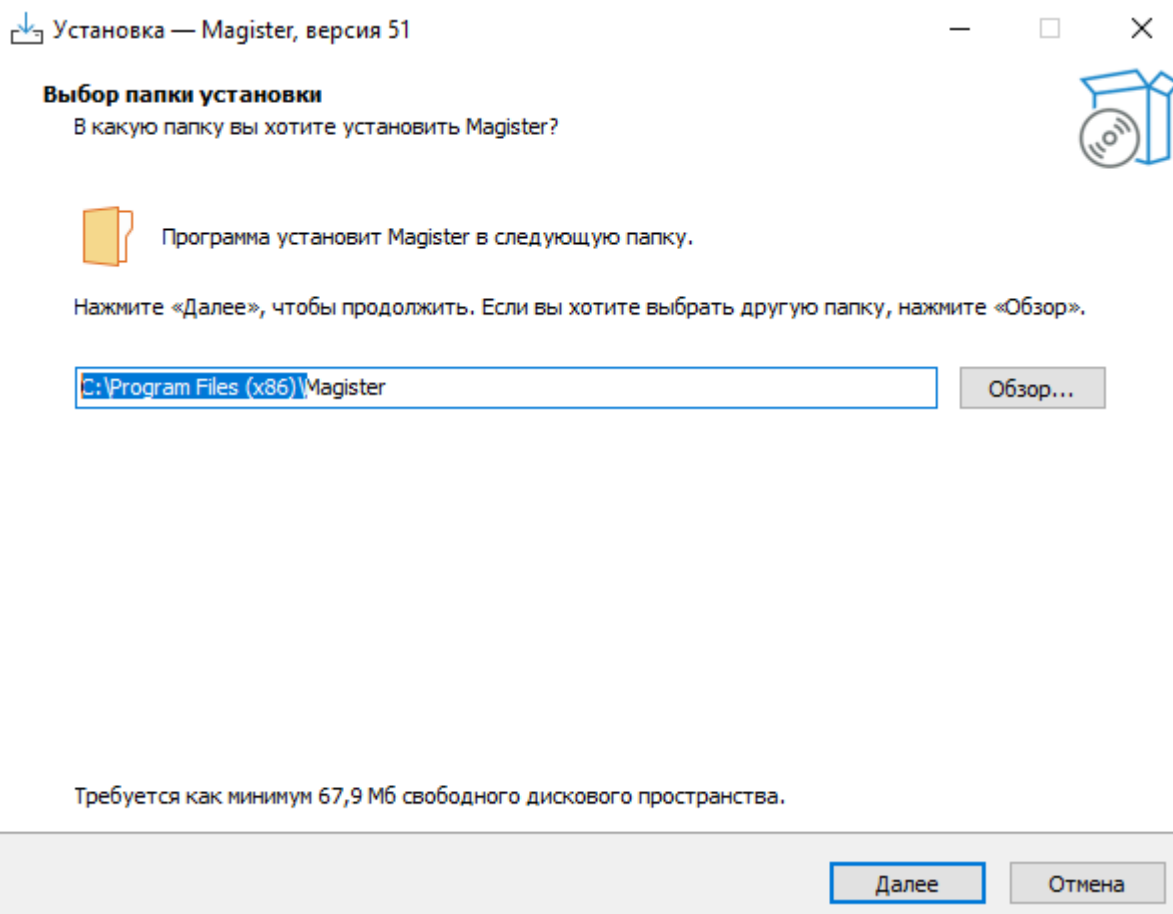 Установка — Magister, версия 51
Выбор папки установки
В какую папку вы хотите установить Magister?
Программа установит Magister в следующую папку.
Нажмите «Далее», чтобы продолжить. Если вы хотите выбрать другую папку, нажмите «Обзор».
C:\Program Files (x86)\Magister
Обзор...
Требуется как минимум 67,9 Мб свободного дискового пространства.
Далее
Отмена